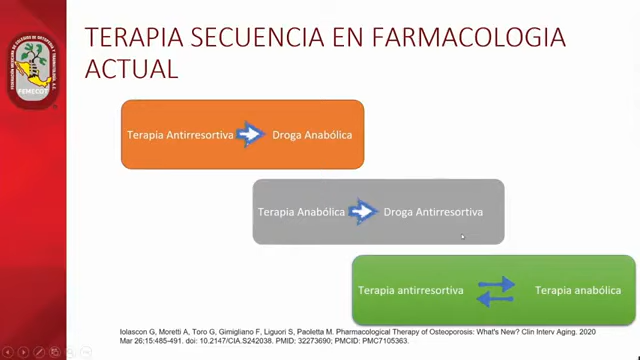 TERAPIA SECUENCIA EN FARMACOLOGIA
ACTUAL
FEMECOT
Terapia Antirresortiva Droga Anabólica
Terapia Anabólica Droga Antirresortiva
Terapia antirresortiva Terapia anabólica
Iolascon G, Moretti A, Toro G, Gimigliano F, Liguori S, Paoletta M. Pharmacological Therapy of Osteoporosis: What's New? Clin Interv Aging. 2020
Mar 26;15:485-491. doi: 10.2147/CIA.S242038. PMID: 32273690; PMCID: PMC7105363.